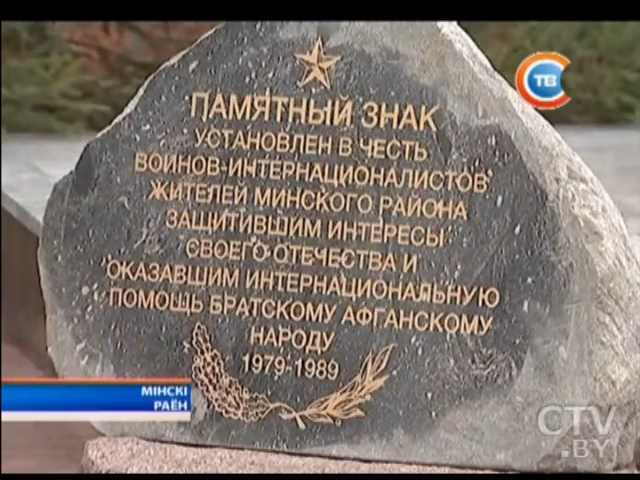 ПАМЯТНЫЙ ЗНАК
УСТАНОВЛЕН В ЧЕСТЬ
ВОИНОВ-ИНТЕРНАЦИОНАЛИСТОВ
ЖИТЕЛЕЙ МИНСКОГО РАЙОНА
ЗАЩИТИВШИМ ИНТЕРЕСЫ
СВОЕГО ОТЕЧЕСТВА И
ОКАЗАВШИМ ИНТЕРНАЦИОНАЛЬНУЮ
ПОМОЩЬ БРАТСКОМУ АФГАНСКОМУ
НАРОДУ
1979-1989
СТВ
МІНСКІ
РАЁН
CTV
.BY